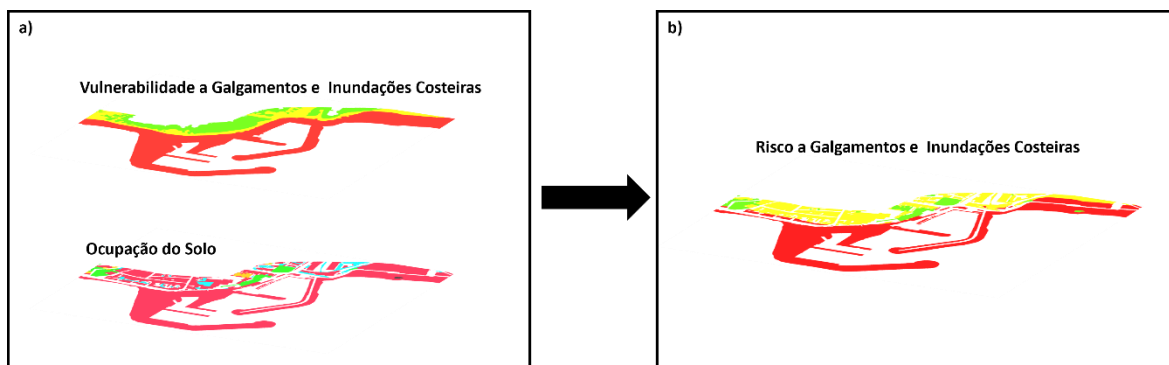 a)
Vulnerabilidade a Galgamentos e Inundações Costeiras
Ocupação do Solo
b)
Risco a Galgamentos e Inundações Costeiras